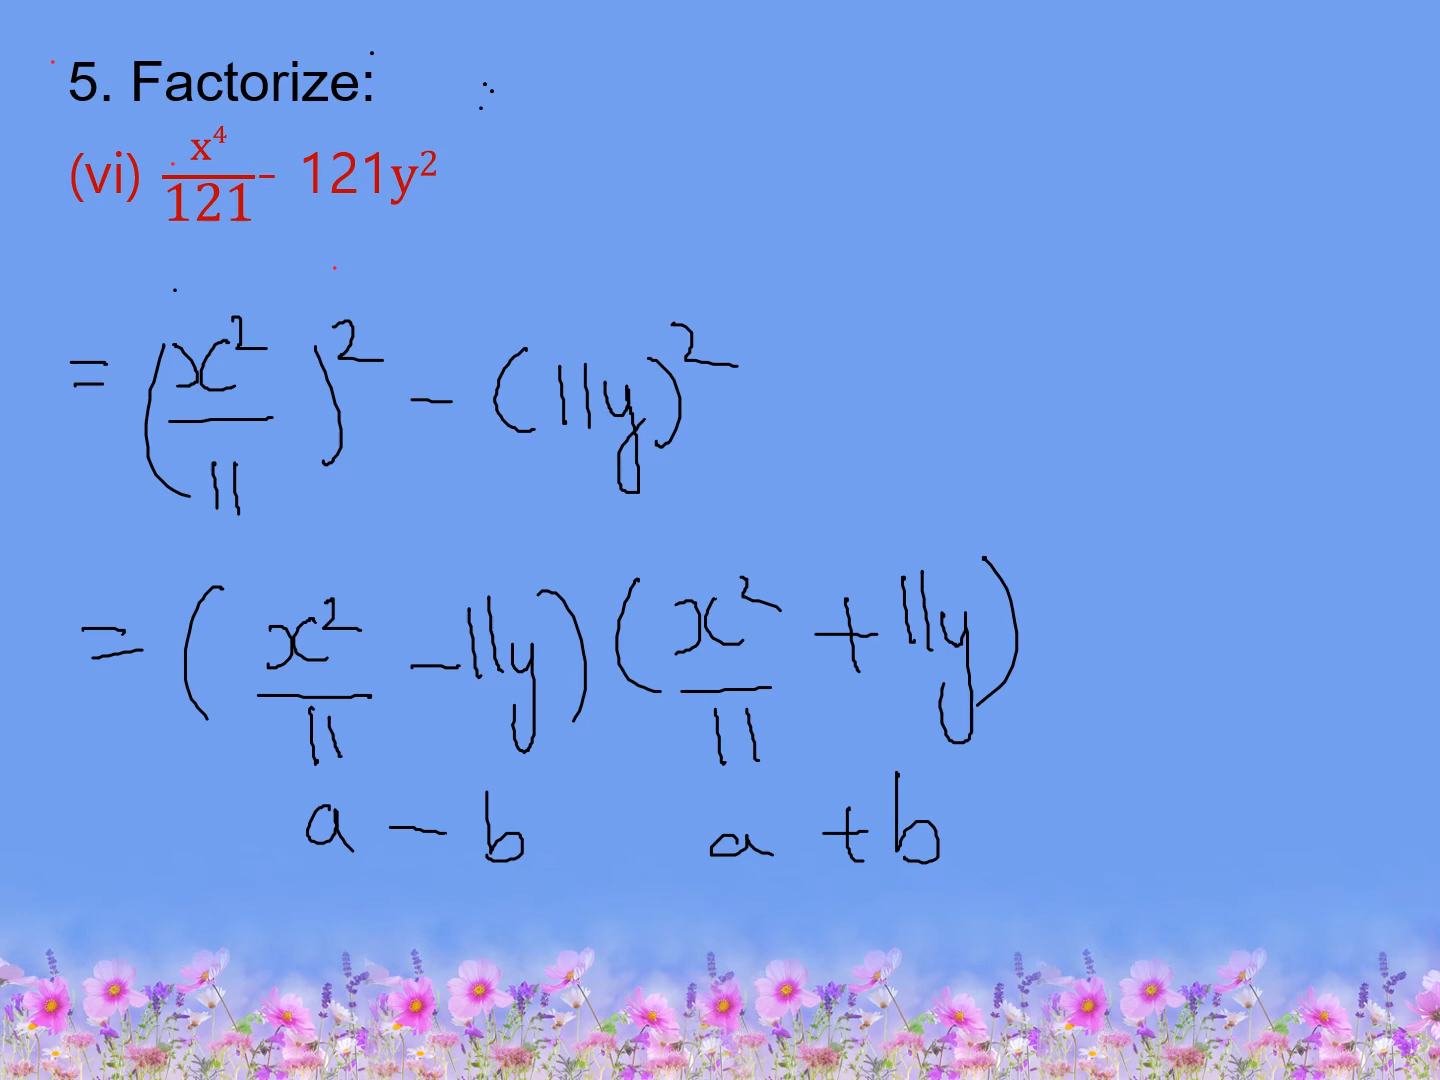 5. Factorize:
(vi) x⁴/121 - 121y²
= (x²/11)² - (11y)²
= (x²/11 - 11y) (x²/11 + 11y)
a - b a + b